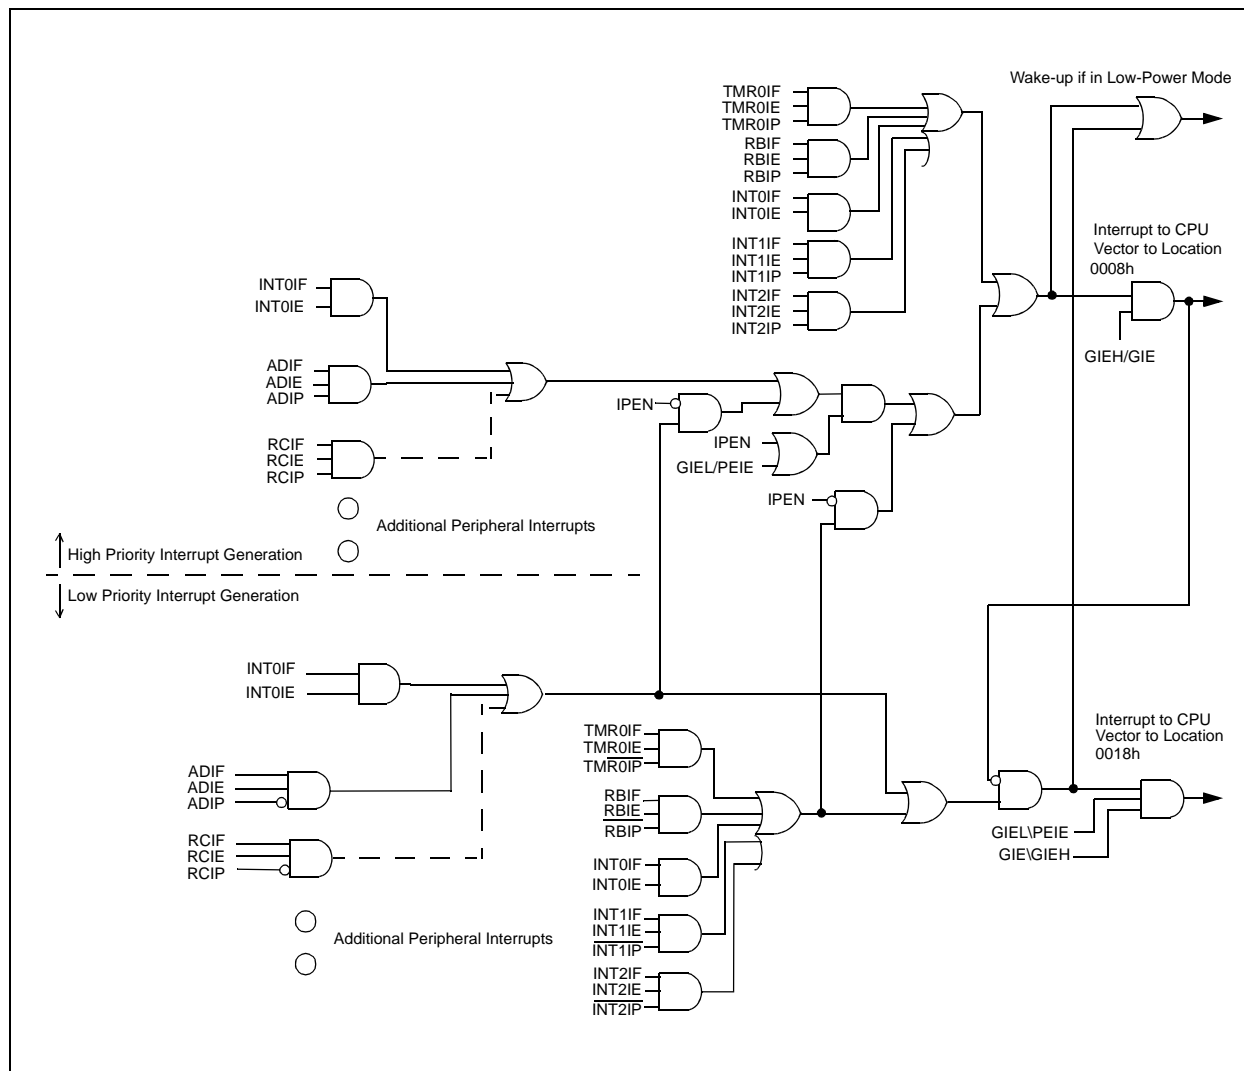 Wake-up if in Low-Power Mode
TMR0IF
TMR0IE
TMR0IP
RBIF
RBIE
RBIP
INT0IF
INT0IE
INT1IF
INT1IE
INT1IP
INT2IF
INT2IE
INT2IP
Interrupt to CPU
Vector to Location
0008h
GIEH/GIE
INT0IF
INT0IE
ADIF
ADIE
ADIP
RCIF
RCIE
RCIP
IPEN
IPEN
GIEL/PEIE
IPEN
Additional Peripheral Interrupts
High Priority Interrupt Generation
Low Priority Interrupt Generation
INT0IF
INT0IE
ADIF
ADIE
ADIP
RCIF
RCIE
RCIP
Additional Peripheral Interrupts
TMR0IF
TMR0IE
TMR0IP
RBIF
RBIE
RBIP
INT0IF
INT0IE
INT1IF
INT1IE
INT1IP
INT2IF
INT2IE
INT2IP
Interrupt to CPU
Vector to Location
0018h
GIEL\PEIE
GIE\GIEH